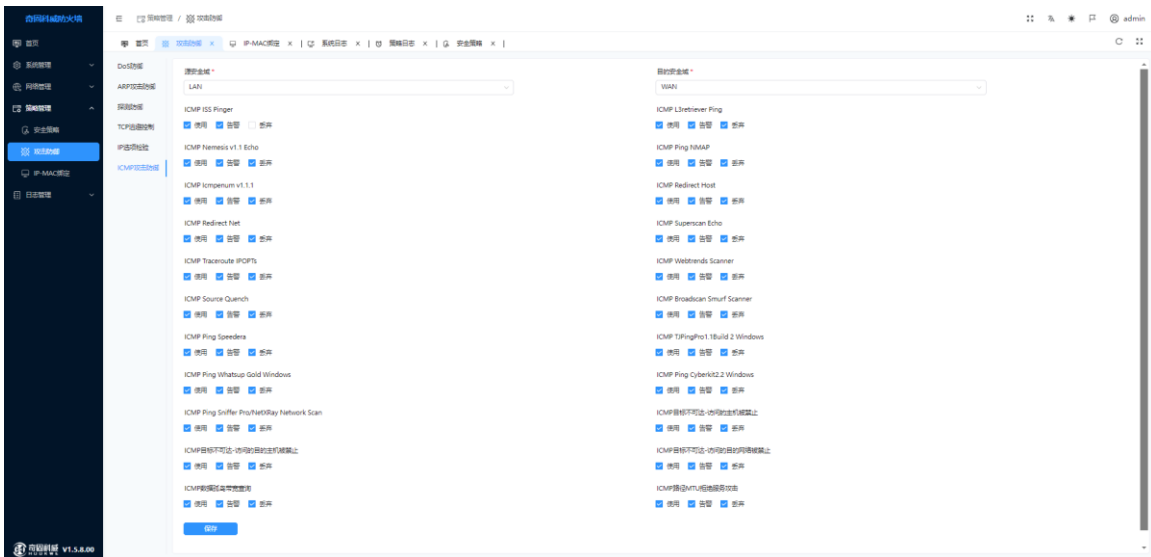 奇固科威防火墙
策略管理 / 攻击防御
admin
首页
首页
攻击防御 ×
IP-MAC绑定 ×
系统日志 ×
策略日志 ×
安全策略 ×
系统管理
网络管理
策略管理
安全策略
攻击防御
IP-MAC绑定
日志管理
DoS防御
ARP攻击防御
探测防御
TCP选项控制
IP选项检验
ICMP攻击防御
源安全域 *
目的安全域 *
LAN
WAN
ICMP ISS Pinger
ICMP L3retriever Ping
使用 告警 丢弃
使用 告警 丢弃
ICMP Nemesis v1.1 Echo
ICMP Ping NMAP
使用 告警 丢弃
使用 告警 丢弃
ICMP Icmpenum v1.1.1
ICMP Redirect Host
使用 告警 丢弃
使用 告警 丢弃
ICMP Redirect Net
ICMP Superscan Echo
使用 告警 丢弃
使用 告警 丢弃
ICMP Traceroute IPOPTs
ICMP Webtrends Scanner
使用 告警 丢弃
使用 告警 丢弃
ICMP Source Quench
ICMP Broadscan Smurf Scanner
使用 告警 丢弃
使用 告警 丢弃
ICMP Ping Speedera
ICMP TJPingPro1.1Build 2 Windows
使用 告警 丢弃
使用 告警 丢弃
ICMP Ping Whatsup Gold Windows
ICMP Ping Cyberkit2.2 Windows
使用 告警 丢弃
使用 告警 丢弃
ICMP Ping Sniffer Pro/NetXRay Network Scan
ICMP目标不可达-访问的主机被禁止
使用 告警 丢弃
使用 告警 丢弃
ICMP目标不可达-访问的目的主机被禁止
ICMP目标不可达-访问的目的网络被禁止
使用 告警 丢弃
使用 告警 丢弃
ICMP数据孤岛带宽查询
ICMP路径MTU拒绝服务攻击
使用 告警 丢弃
使用 告警 丢弃
保存
奇固科威 V1.5.8.00